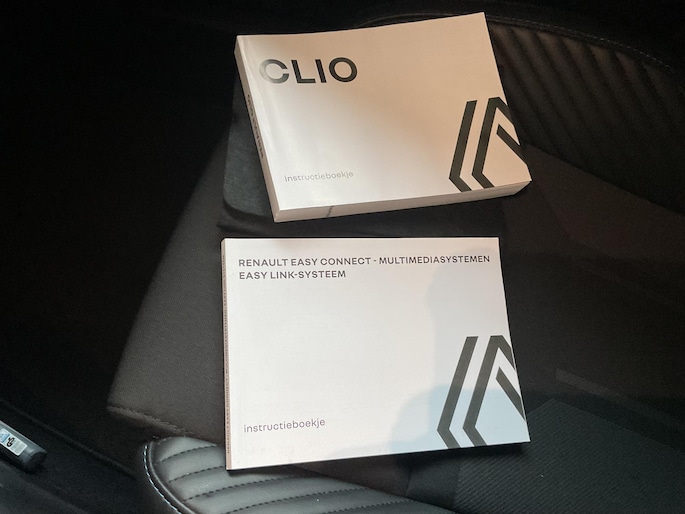 CLIO
instructieboekje
RENAULT EASY CONNECT - MULTIMEDIASYSTEMEN
EASY LINK-SYSTEEM
instructieboekje